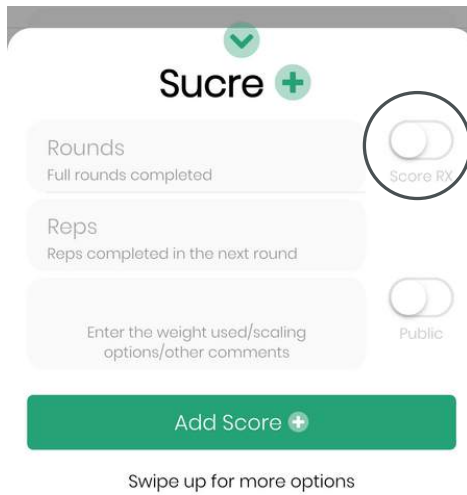 Sucre
Rounds
Full rounds completed
Score RX
Reps
Reps completed in the next round
Enter the weight used/scaling
options/other comments
Public
Add Score
Swipe up for more options